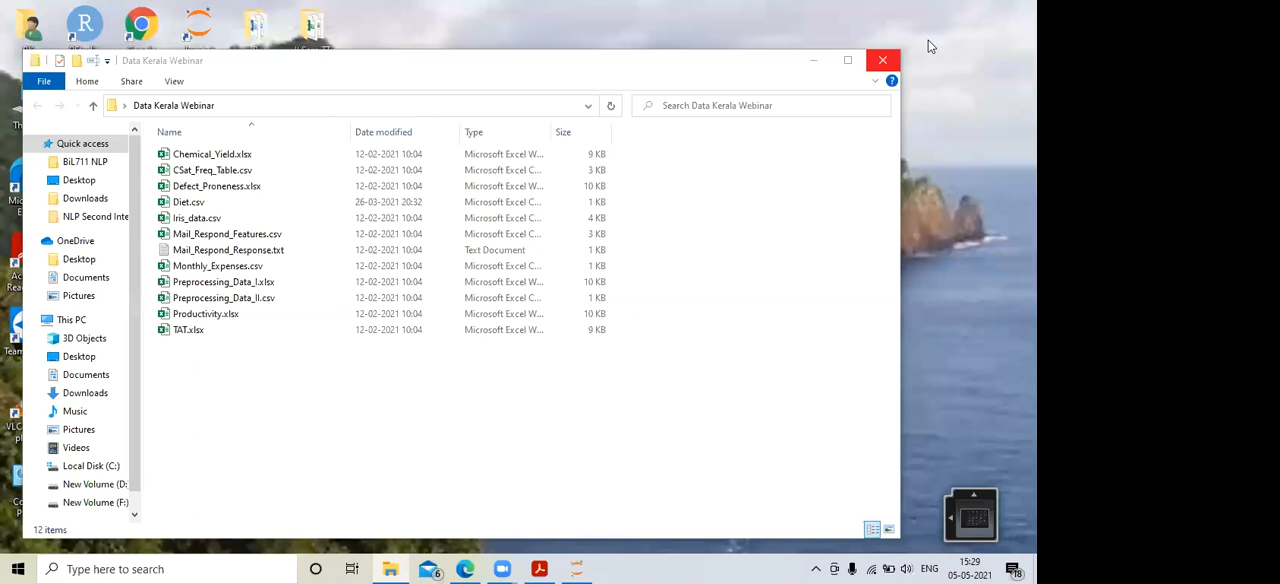 R
Data Kerala Webinar
File Home Share View
Data Kerala Webinar
Search Data Kerala Webinar
Name Date modified Type Size
Quick access
BiL711 NLP
Desktop
Downloads
NLP Second Inte
OneDrive
Desktop
Documents
Pictures
This PC
3D Objects
Desktop
Documents
Downloads
Music
Pictures
Videos
Local Disk (C:)
New Volume (D:
New Volume (F:)
Chemical_Yield.xlsx 12-02-2021 10:04 Microsoft Excel W... 9 KB
CSat_Freq_Table.csv 12-02-2021 10:04 Microsoft Excel C... 3 KB
Defect_Proneness.xlsx 12-02-2021 10:04 Microsoft Excel W... 10 KB
Diet.csv 26-03-2021 20:32 Microsoft Excel C... 1 KB
Iris_data.csv 12-02-2021 10:04 Microsoft Excel C... 4 KB
Mail_Respond_Features.csv 12-02-2021 10:04 Microsoft Excel C... 3 KB
Mail_Respond_Response.txt 12-02-2021 10:04 Text Document 1 KB
Monthly_Expenses.csv 12-02-2021 10:04 Microsoft Excel C... 1 KB
Preprocessing_Data_I.xlsx 12-02-2021 10:04 Microsoft Excel W... 10 KB
Preprocessing_Data_II.csv 12-02-2021 10:04 Microsoft Excel C... 1 KB
Productivity.xlsx 12-02-2021 10:04 Microsoft Excel W... 10 KB
TAT.xlsx 12-02-2021 10:04 Microsoft Excel W... 9 KB
12 items
Type here to search
6
ENG
15:29
05-05-2021
18